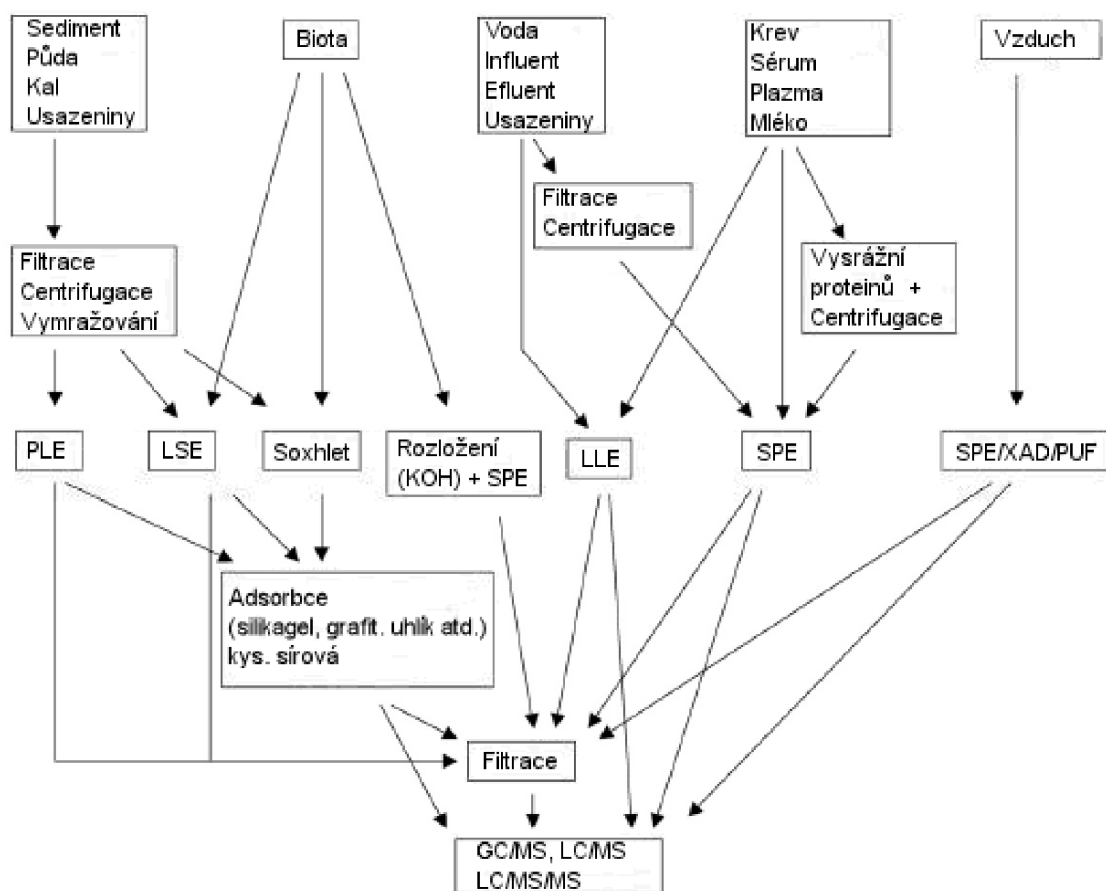 Sediment
Půda
Kal
Usazeniny
Biota
Voda
Influent
Efluent
Usazeniny
Krev
Sérum
Plazma
Mléko
Vzduch
Filtrace
Centrifugace
Filtrace
Centrifugace
Vymražování
Vysrážní
proteinů +
Centrifugace
PLE
LSE
Soxhlet
Rozložení
(KOH) + SPE
LLE
SPE
SPE/XAD/PUF
Adsorbce
(silikagel, grafit. uhlík atd.)
kys. sírová
Filtrace
GC/MS, LC/MS
LC/MS/MS